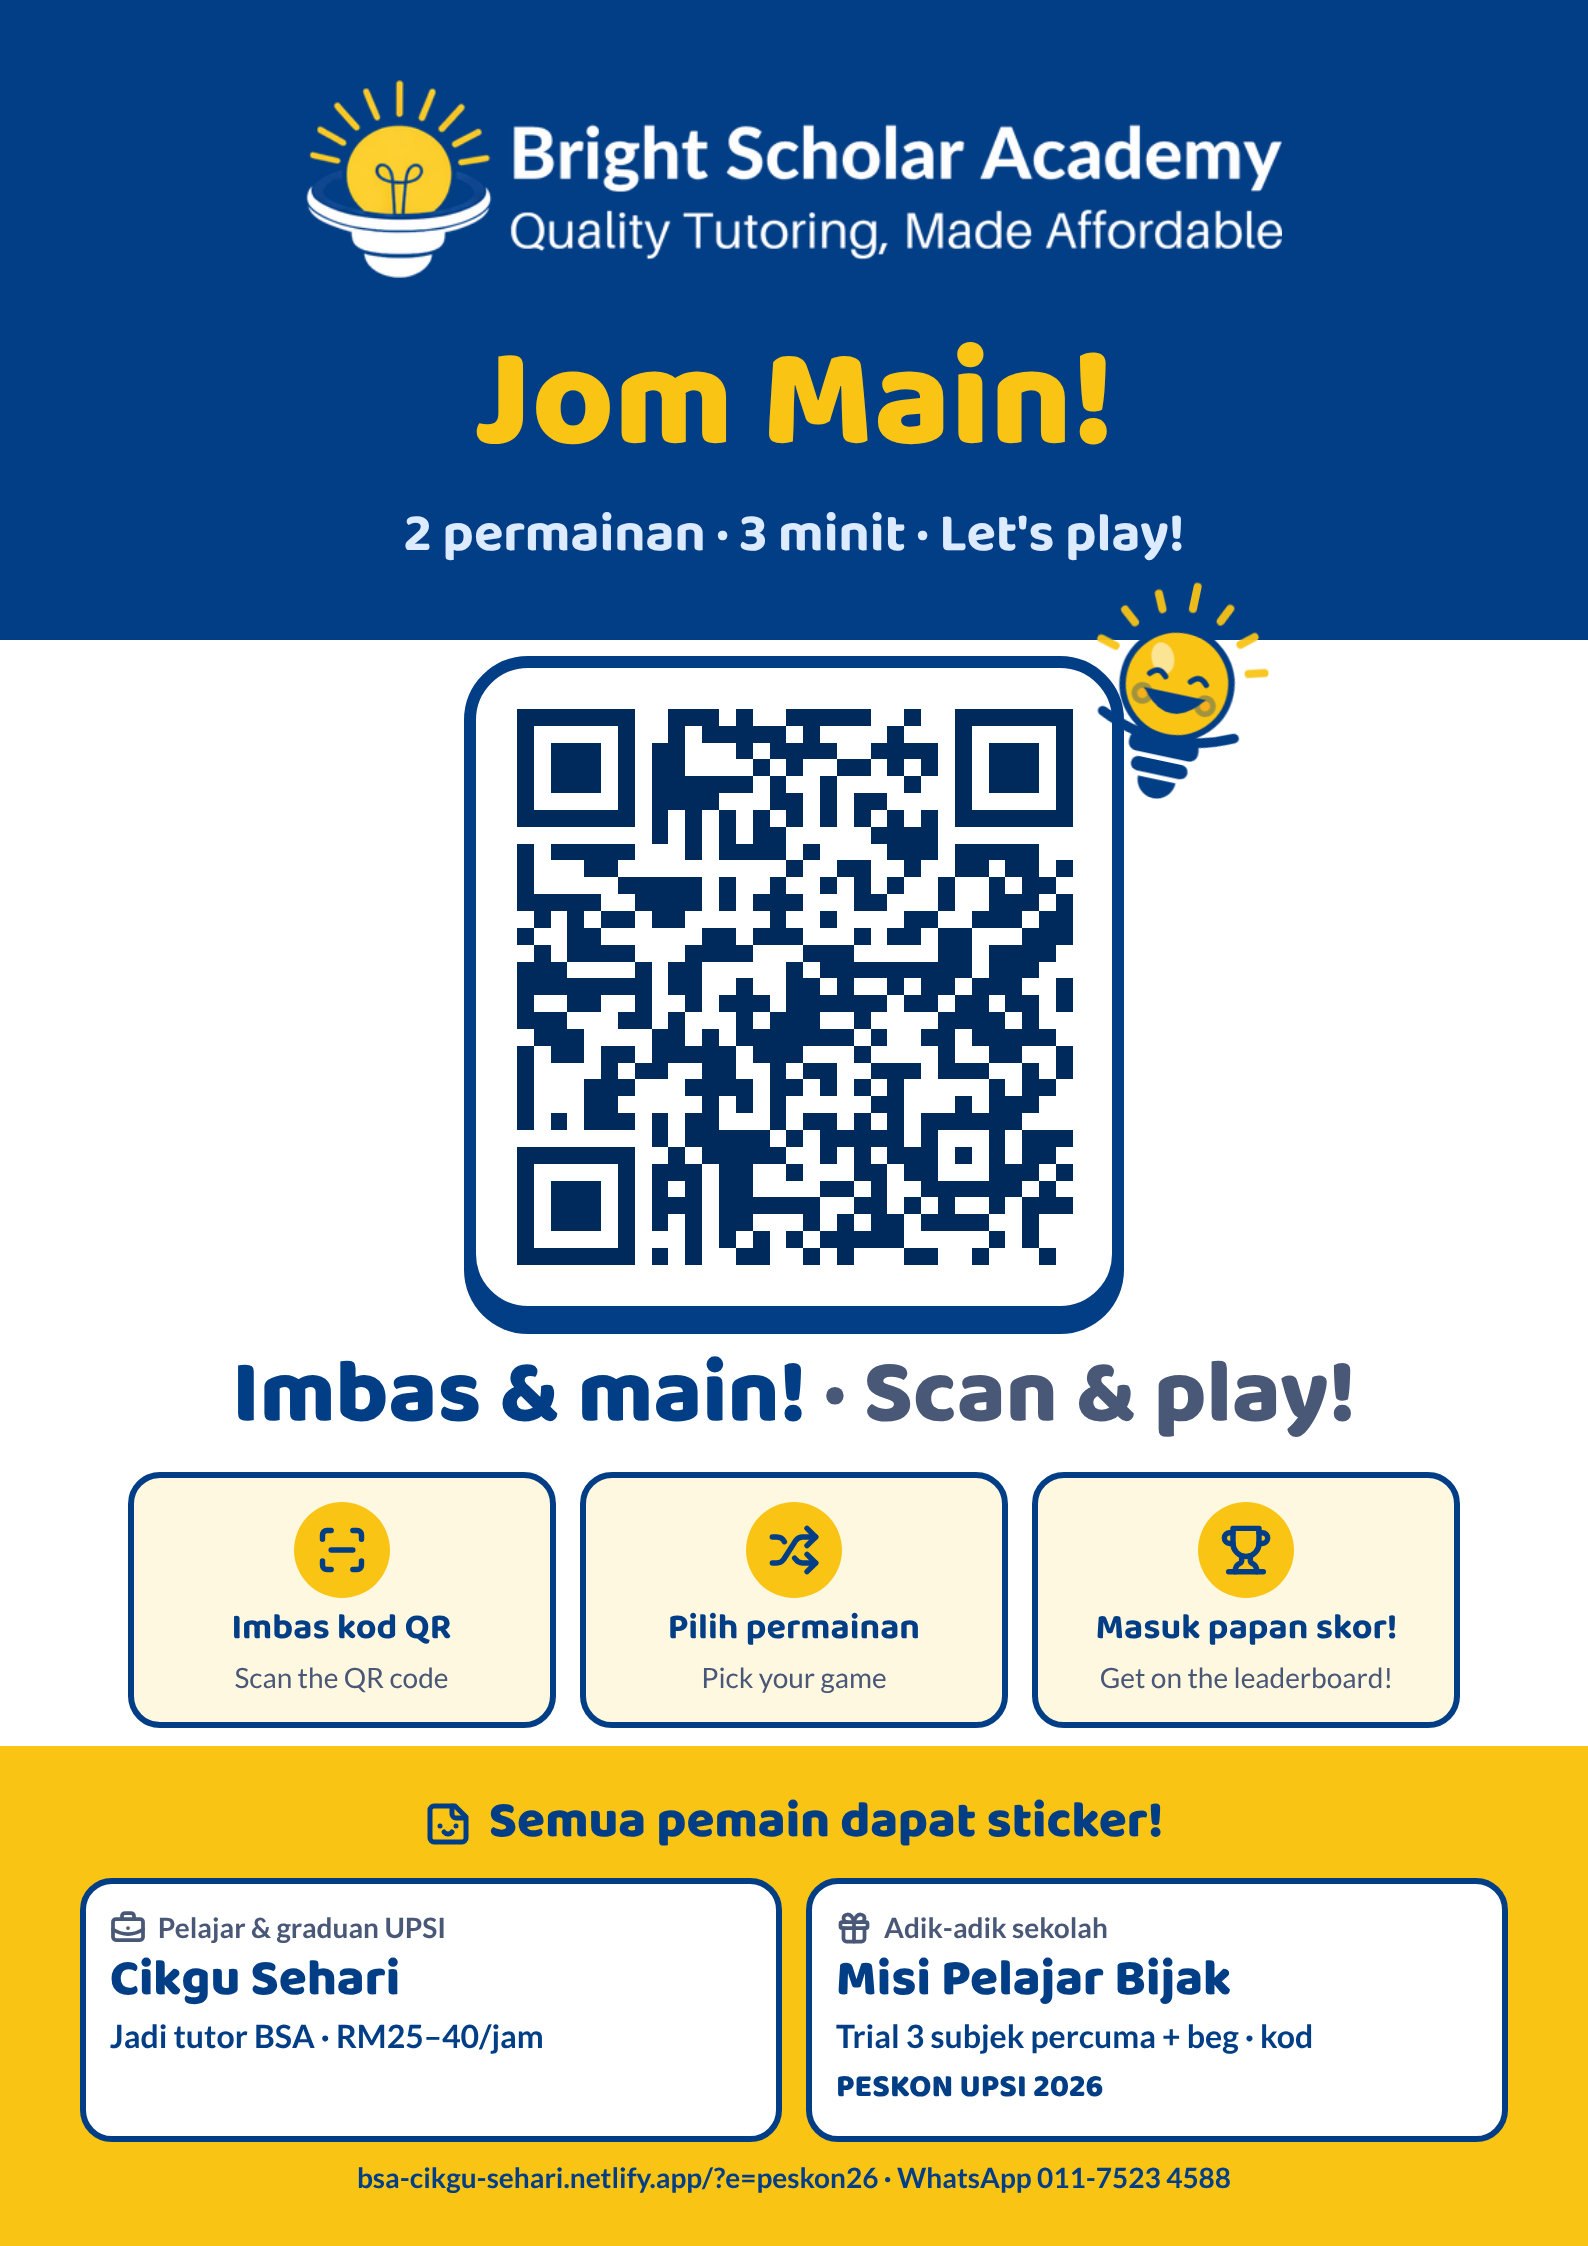 Bright Scholar Academy
Quality Tutoring, Made Affordable
Jom Main!
2 permainan · 3 minit · Let's play!
Imbas & main! · Scan & play!
Imbas kod QR
Scan the QR code
Pilih permainan
Pick your game
Masuk papan skor!
Get on the leaderboard!
Semua pemain dapat sticker!
Pelajar & graduan UPSI
Cikgu Sehari
Jadi tutor BSA · RM25–40/jam
Adik-adik sekolah
Misi Pelajar Bijak
Trial 3 subjek percuma + beg · kod
PESKON UPSI 2026
bsa-cikgu-sehari.netlify.app/?e=peskon26 · WhatsApp 011-7523 4588